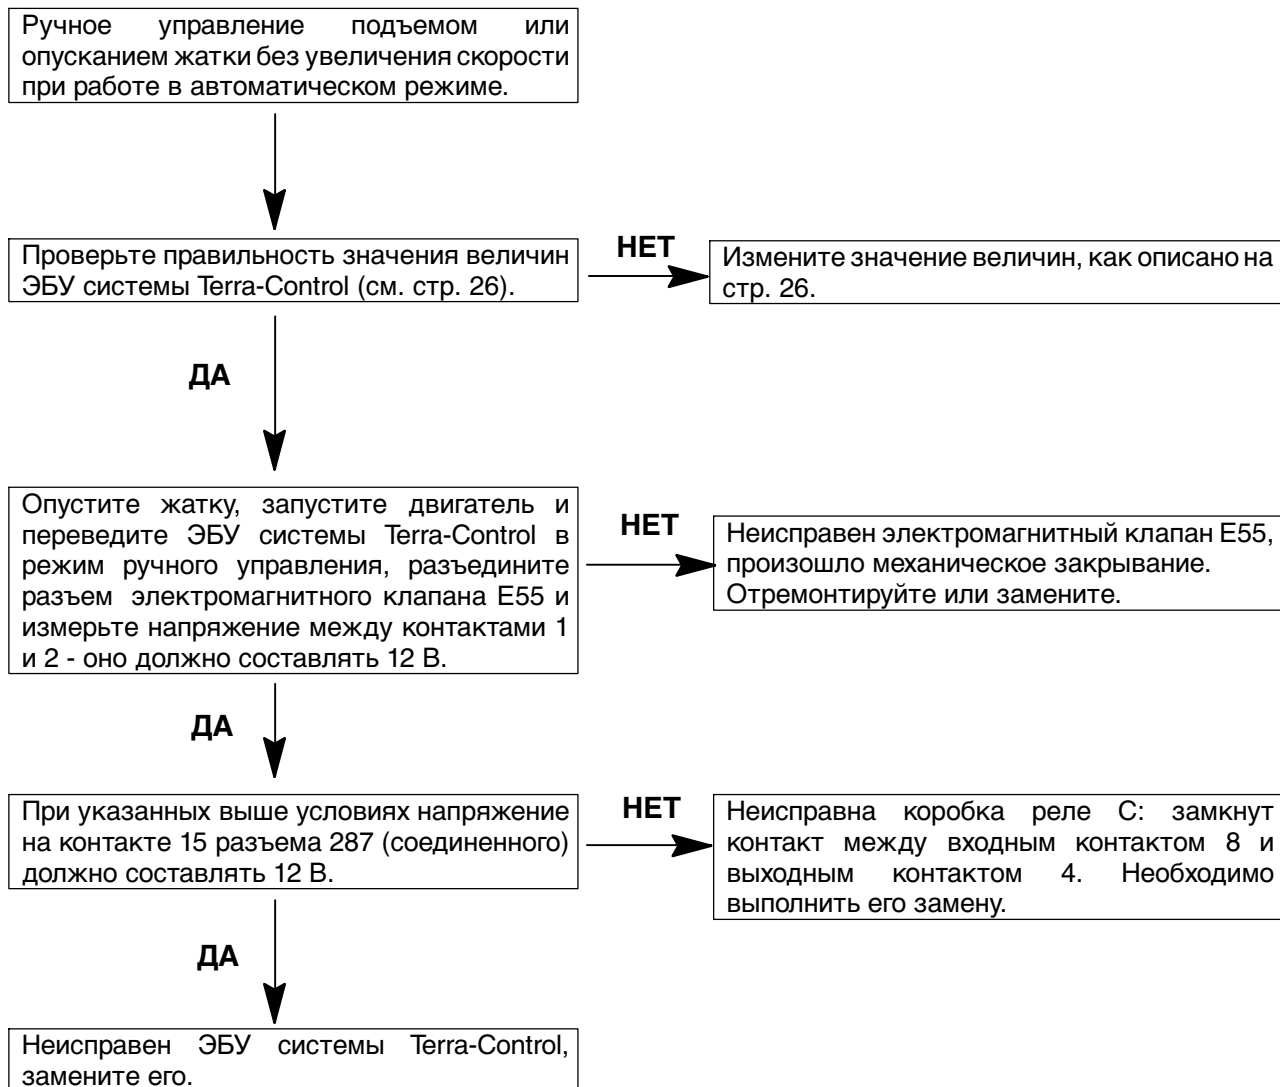 Ручное управление подъемом или
опусканием жатки без увеличения скорости
при работе в автоматическом режиме.
Проверьте правильность значения величин
ЭБУ системы Terra-Control (см. стр. 26).
НЕТ
Измените значение величин, как описано на
стр. 26.
ДА
Опустите жатку, запустите двигатель и
переведите ЭБУ системы Terra-Control в
режим ручного управления, разъедините
разъем электромагнитного клапана E55 и
измерьте напряжение между контактами 1
и 2 - оно должно составлять 12 В.
НЕТ
Неисправен электромагнитный клапан E55,
произошло механическое закрывание.
Отремонтируйте или замените.
ДА
При указанных выше условиях напряжение
на контакте 15 разъема 287 (соединенного)
должно составлять 12 В.
НЕТ
Неисправна коробка реле C: замкнут
контакт между входным контактом 8 и
выходным контактом 4. Необходимо
выполнить его замену.
ДА
Неисправен ЭБУ системы Terra-Control,
замените его.